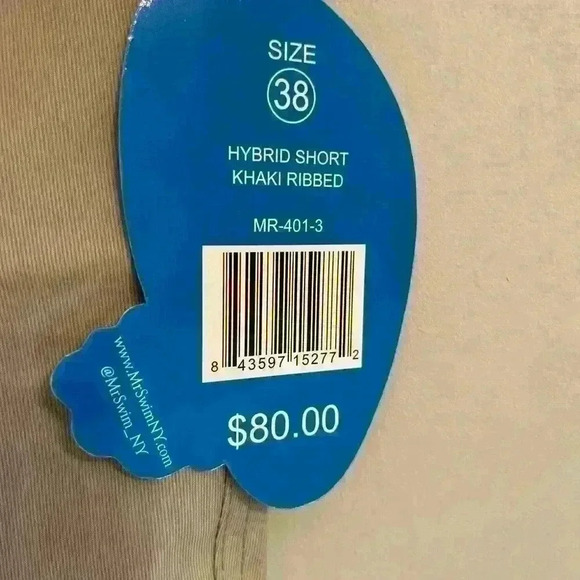 SIZE
38
HYBRID SHORT
KHAKI RIBBED
MR-401-3
8 43597 15277 2
$80.00
www.MrSwimNY.com
@MrSwim_NY